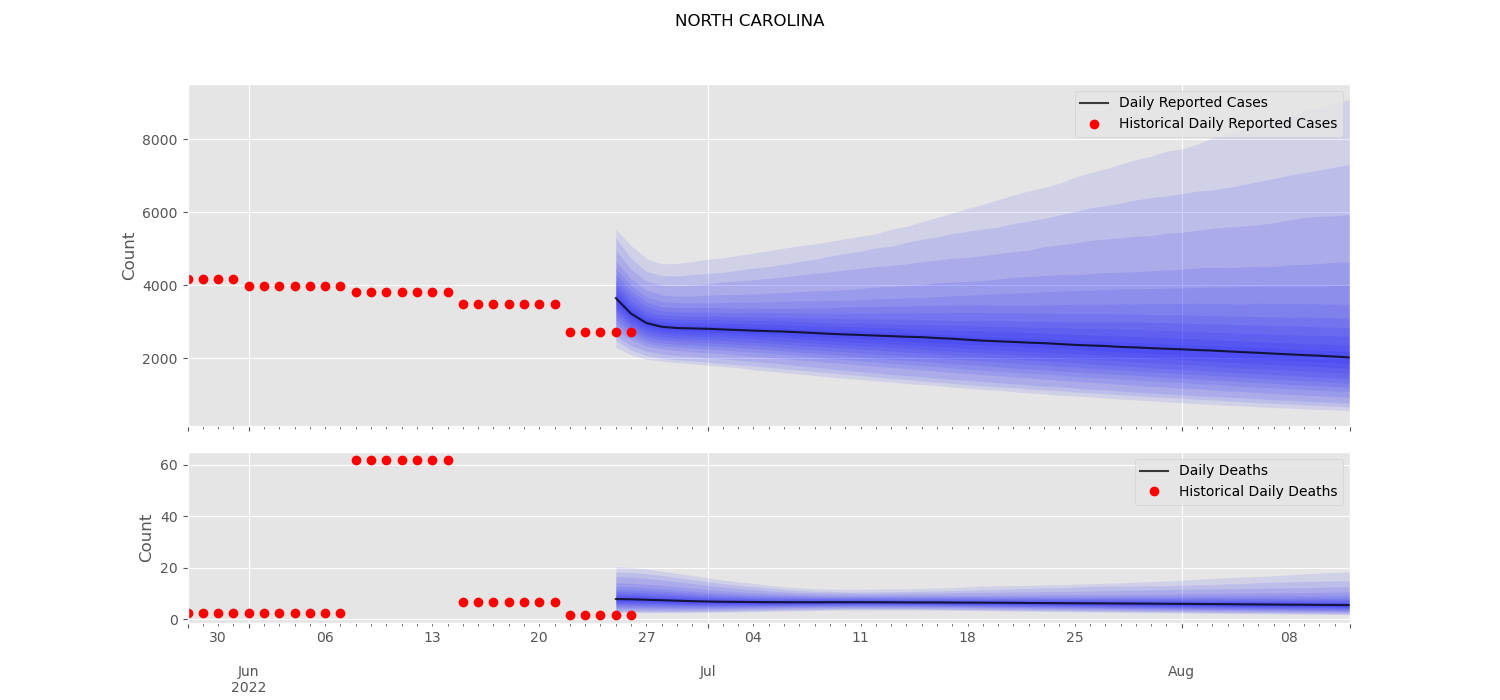 NORTH CAROLINA
Daily Reported Cases
Historical Daily Reported Cases
8000
6000
4000
2000
Count
Daily Deaths
Historical Daily Deaths
60
40
20
0
Count
30 06 13 20 27 04 11 18 25 08
Jun Jul Aug
2022